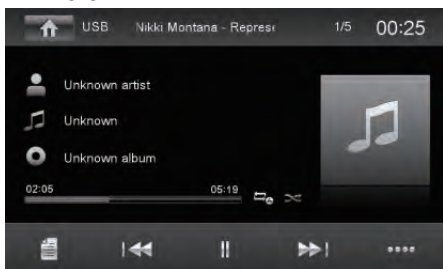 USB Nikki Montana - Represe 1/5 00:25
Unknown artist
Unknown
Unknown album
02:05 05:19